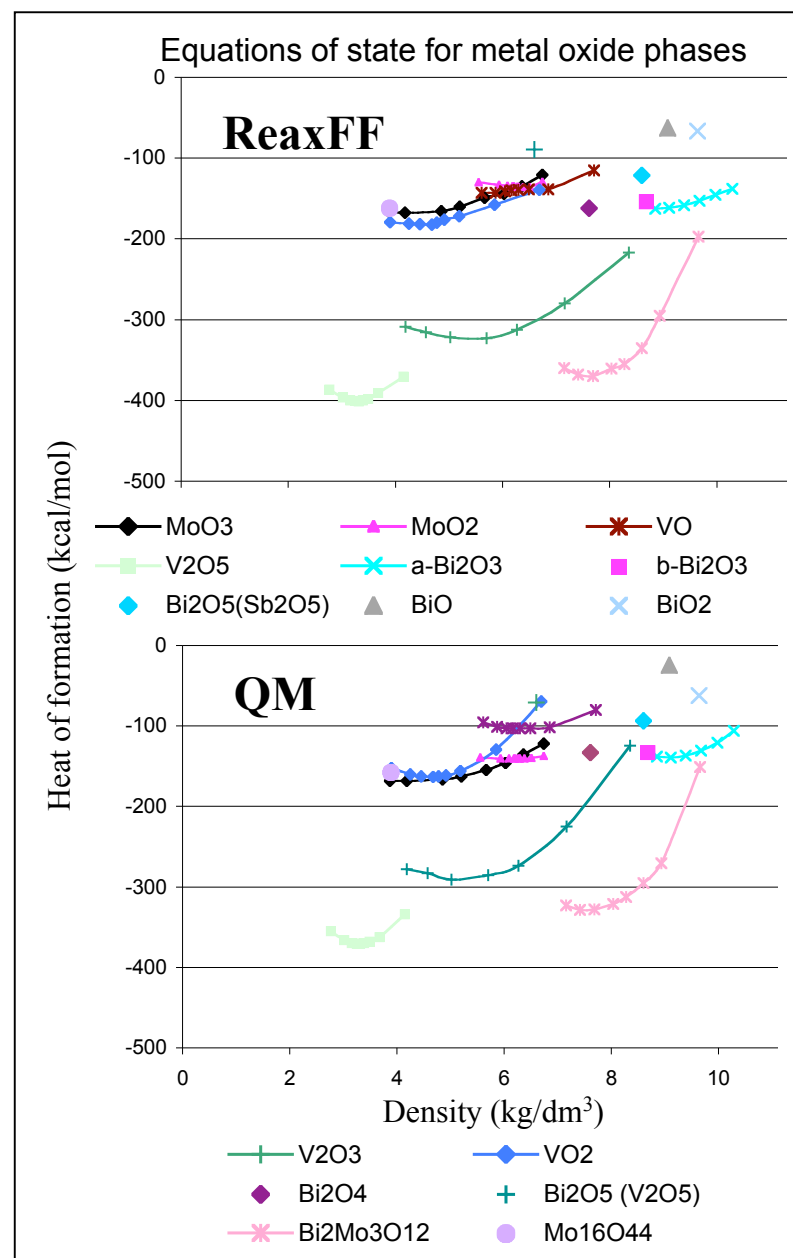 Equations of state for metal oxide phases
0
-100
-200
-300
-400
-500
ReaxFF
MoO3 MoO2 VO
V2O5 a-Bi2O3 b-Bi2O3
Bi2O5(Sb2O5) BiO BiO2
Heat of formation (kcal/mol)
0
-100
-200
-300
-400
-500
QM
0 2 4 6 8 10
Density (kg/dm³)
V2O3 VO2
Bi2O4 Bi2O5 (V2O5)
Bi2Mo3O12 Mo16O44